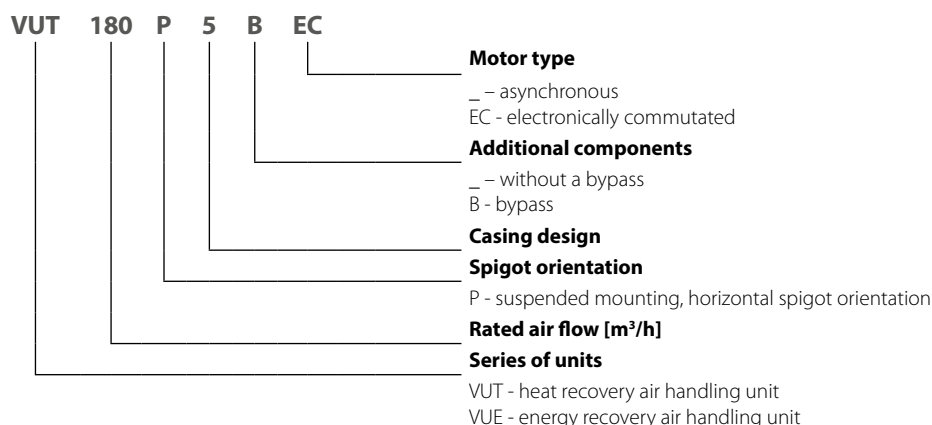 VUT 180 P 5 B EC
Motor type
_ – asynchronous
EC - electronically commutated
Additional components
_ – without a bypass
B - bypass
Casing design
Spigot orientation
P - suspended mounting, horizontal spigot orientation
Rated air flow [m³/h]
Series of units
VUT - heat recovery air handling unit
VUE - energy recovery air handling unit